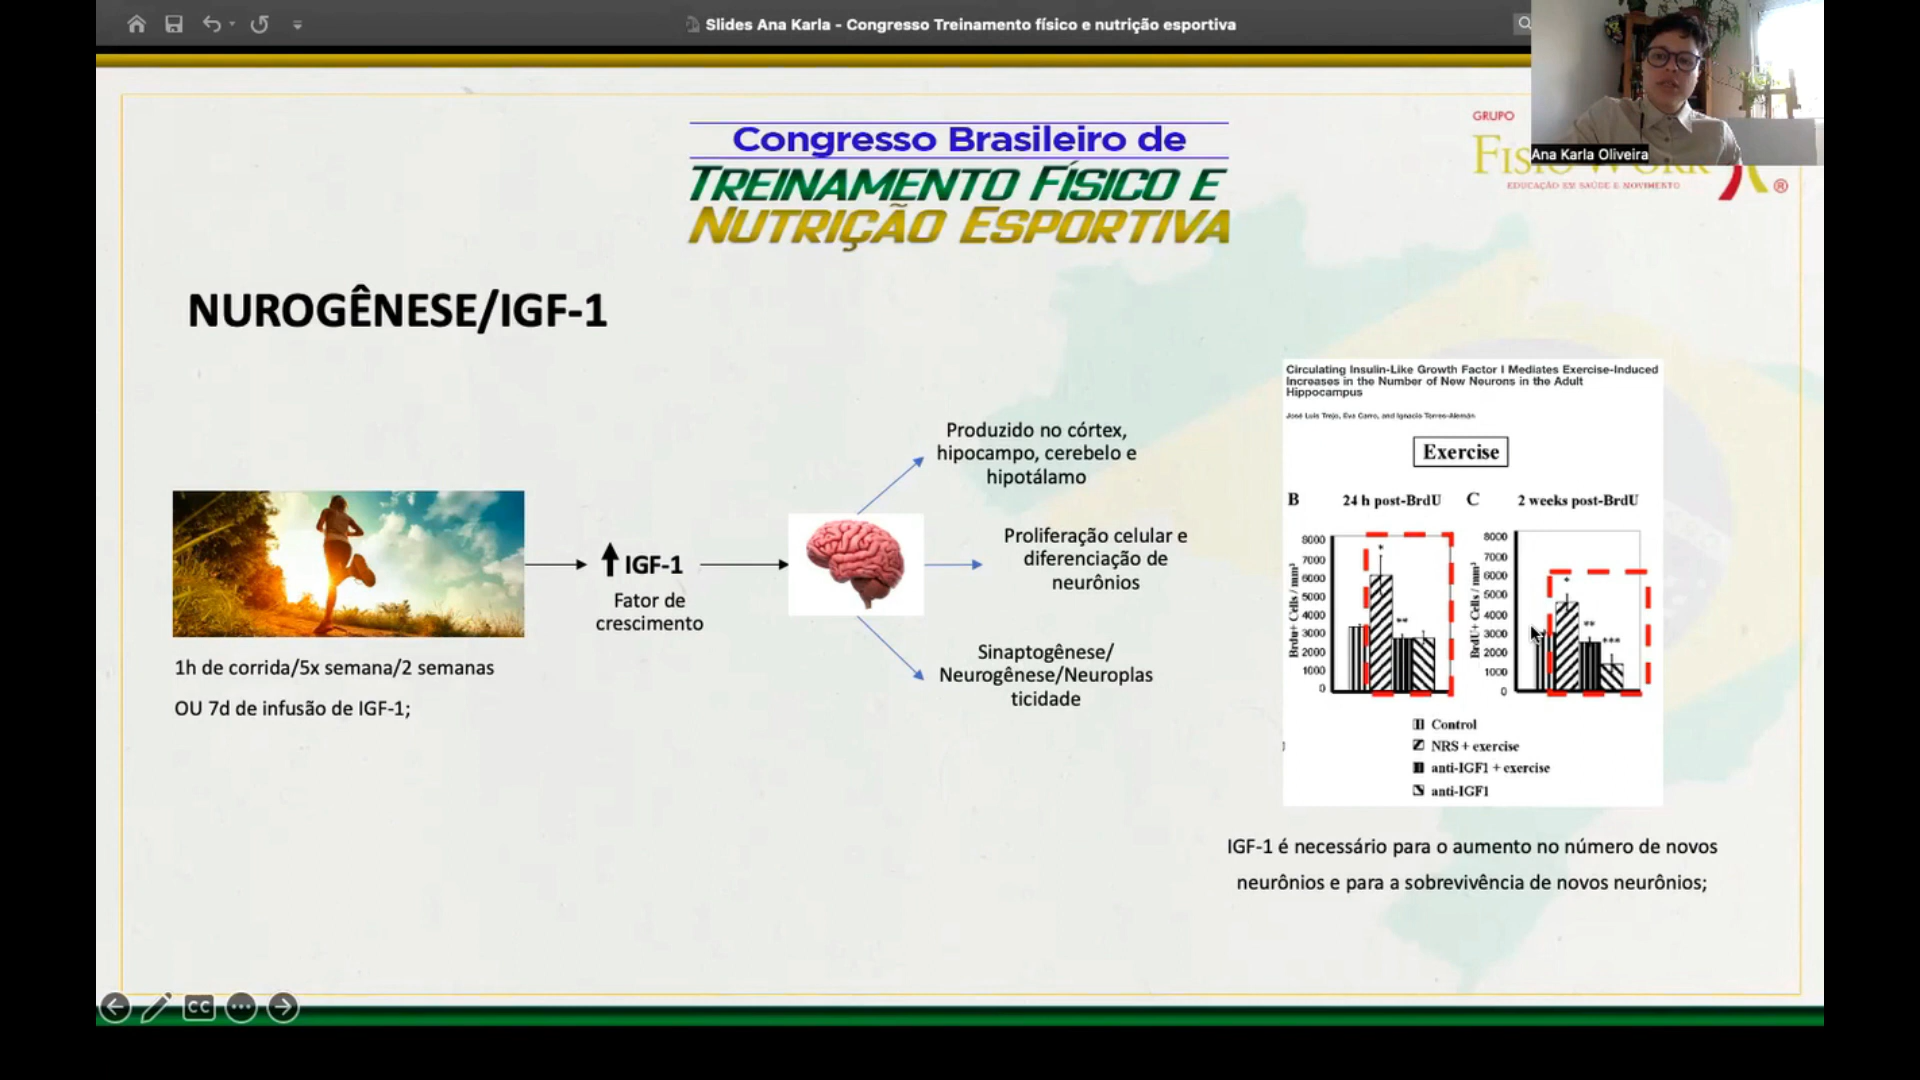 Slides Ana Karla - Congresso Treinamento físico e nutrição esportiva
Ana Karla Oliveira
GRUPO
EDUCAÇÃO EM SAÚDE E MOVIMENTO
®
Congresso Brasileiro de
TREINAMENTO FÍSICO E
NUTRIÇÃO ESPORTIVA
NUROGÊNESE/IGF-1
1h de corrida/5x semana/2 semanas
OU 7d de infusão de IGF-1;
IGF-1
Fator de
crescimento
Produzido no córtex,
hipocampo, cerebelo e
hipotálamo
Proliferação celular e
diferenciação de
neurônios
Sinaptogênese/
Neurogênese/Neuroplas
ticidade
Circulating Insulin-Like Growth Factor I Mediates Exercise-Induced
Increases in the Number of New Neurons in the Adult
Hippocampus
José Luis Trejo, Eva Carro, and Ignacio Torres-Alemán
Exercise
B 24 h post-BrdU
Brdu+ Cells / mm³
8000
7000
6000
5000
4000
3000
2000
1000
0
*
**
C 2 weeks post-BrdU
BrdU+ Cells / mm³
8000
7000
6000
5000
4000
3000
2000
1000
0
*
**
***
Control
NRS + exercise
anti-IGF1 + exercise
anti-IGF1
IGF-1 é necessário para o aumento no número de novos
neurônios e para a sobrevivência de novos neurônios;
CC